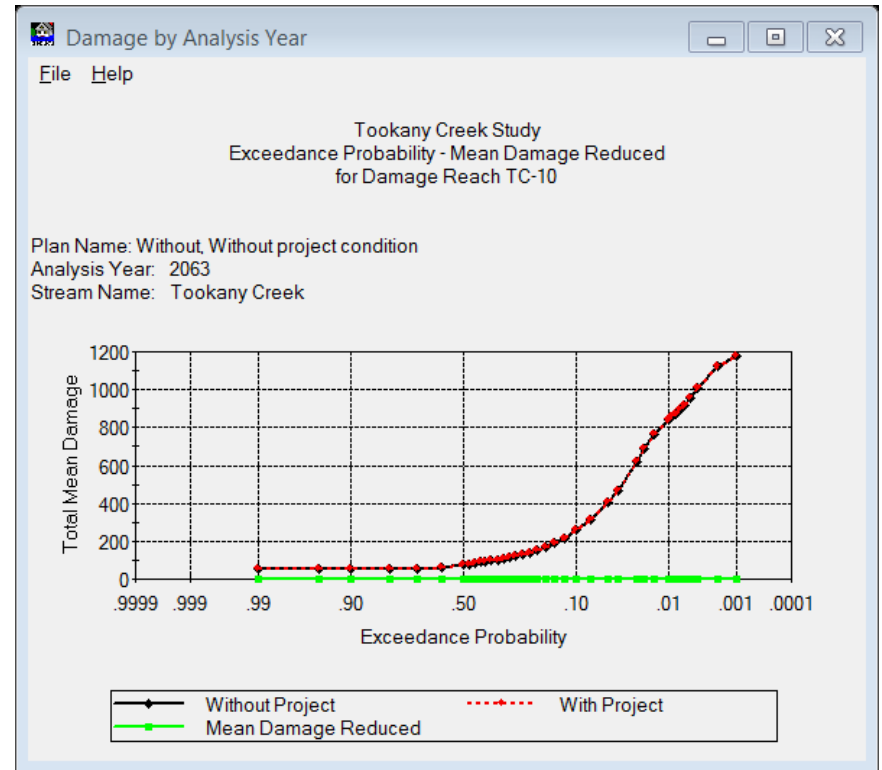 Damage by Analysis Year
File Help
Tookany Creek Study
Exceedance Probability - Mean Damage Reduced
for Damage Reach TC-10
Plan Name: Without, Without project condition
Analysis Year: 2063
Stream Name: Tookany Creek
1200
1000
800
600
400
200
0
Total Mean Damage
.9999 .999 .99 .90 .50 .10 .01 .001 .0001
Exceedance Probability
Without Project With Project
Mean Damage Reduced